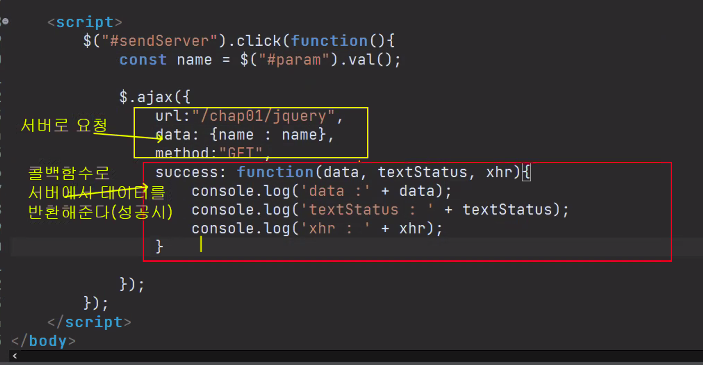 <script>
$("#sendServer").click(function(){
const name = $("#param").val();
$.ajax({
서버로 요청
url:"/chap01/jquery",
data: {name : name},
method:"GET",
콜백함수로
서버에서 데이터를
반환해준다(성공시)
success: function(data, textStatus, xhr){
console.log('data :' + data);
console.log('textStatus : ' + textStatus);
console.log('xhr : ' + xhr);
}
});
});
</script>
</body>